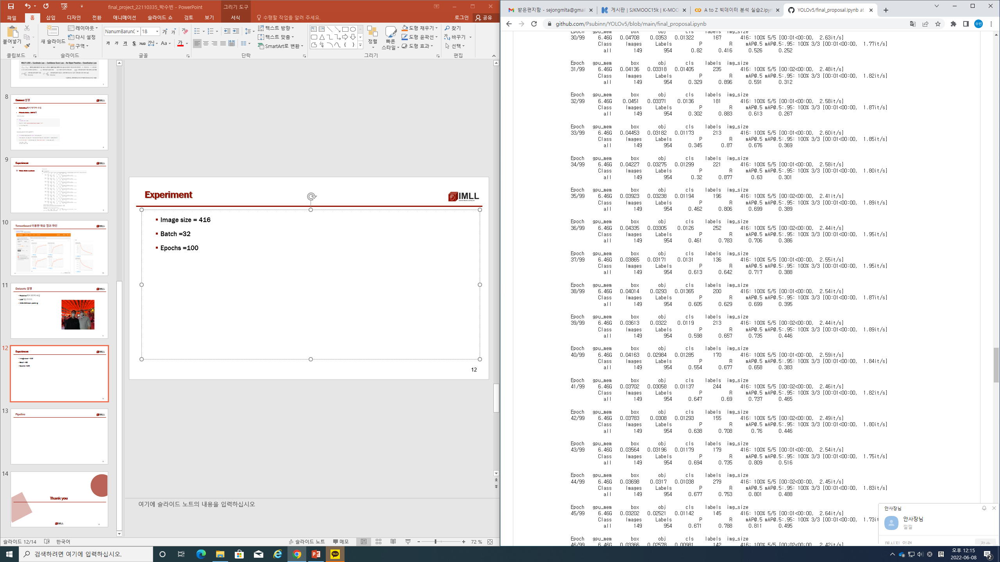 final_project_22110335_박수빈 - PowerPoint
그리기 도구
파일 홈 삽입 디자인 전환 애니메이션 슬라이드 쇼 검토 보기 서식 수행할 작업을 알려 주세요. 로그인 공유
붙여넣기
클립보드
새 슬라이드
레이아웃
다시 설정
구역
슬라이드
NanumBarunG 18
가 가 가 S 가나 Aa 가
글꼴
텍스트 방향
텍스트 맞춤
SmartArt로 변환
단락
정렬
빠른 스타일
도형 채우기
도형 윤곽선
도형 효과
그리기
찾기
바꾸기
선택
편집
MULTI LOSS = Coordinate Loss + Confidence-Score Loss + No-Object Penalties + Classification Loss
7
8
Dataset 설명
IMLL
9
Experiment
IMLL
10
Tensorboard 이용한 학습 결과 확인
IMLL
11
Datasets 설명
IMLL
12
Experiment
IMLL
Image size = 416
Batch =32
Epochs =100
13
Pipeline
IMLL
14
Thank you
IMLL
Experiment
IMLL
▪ Image size = 416
▪ Batch =32
▪ Epochs =100
12
여기에 슬라이드 노트의 내용을 입력하십시오
슬라이드 12/14 한국어 슬라이드 노트 메모 72 %
받은편지함 - sejongmlta@gmai
게시판 | SJKMOOC15k | K-MOO
A to Z 빅데이터 분석 실습2.ipyn
YOLOv5/final_proposal.ipynb at
github.com/Psubinn/YOLOv5/blob/main/final_proposal.ipynb
수빈
Epoch gpu_mem box obj cls labels img_size
30/99 6.46G 0.04708 0.0353 0.01322 167 416: 100% 5/5 [00:01<00:00, 2.63it/s]
Class Images Labels P R mAP@.5 mAP@.5:.95: 100% 3/3 [00:01<00:00, 1.77it/s]
all 149 954 0.82 0.416 0.526 0.252
Epoch gpu_mem box obj cls labels img_size
31/99 6.46G 0.04136 0.03318 0.01405 235 416: 100% 5/5 [00:02<00:00, 2.48it/s]
Class Images Labels P R mAP@.5 mAP@.5:.95: 100% 3/3 [00:01<00:00, 1.82it/s]
all 149 954 0.329 0.896 0.591 0.312
Epoch gpu_mem box obj cls labels img_size
32/99 6.46G 0.0451 0.03371 0.0136 181 416: 100% 5/5 [00:01<00:00, 2.58it/s]
Class Images Labels P R mAP@.5 mAP@.5:.95: 100% 3/3 [00:01<00:00, 1.87it/s]
all 149 954 0.302 0.883 0.613 0.267
Epoch gpu_mem box obj cls labels img_size
33/99 6.46G 0.04453 0.03182 0.01173 213 416: 100% 5/5 [00:01<00:00, 2.60it/s]
Class Images Labels P R mAP@.5 mAP@.5:.95: 100% 3/3 [00:01<00:00, 1.85it/s]
all 149 954 0.345 0.87 0.676 0.369
Epoch gpu_mem box obj cls labels img_size
34/99 6.46G 0.04227 0.03275 0.01299 221 416: 100% 5/5 [00:01<00:00, 2.58it/s]
Class Images Labels P R mAP@.5 mAP@.5:.95: 100% 3/3 [00:01<00:00, 1.80it/s]
all 149 954 0.32 0.877 0.63 0.301
Epoch gpu_mem box obj cls labels img_size
35/99 6.46G 0.03923 0.03238 0.01194 196 416: 100% 5/5 [00:02<00:00, 2.41it/s]
Class Images Labels P R mAP@.5 mAP@.5:.95: 100% 3/3 [00:01<00:00, 1.89it/s]
all 149 954 0.462 0.806 0.699 0.389
Epoch gpu_mem box obj cls labels img_size
36/99 6.46G 0.04335 0.03305 0.0126 252 416: 100% 5/5 [00:02<00:00, 2.44it/s]
Class Images Labels P R mAP@.5 mAP@.5:.95: 100% 3/3 [00:01<00:00, 1.95it/s]
all 149 954 0.461 0.783 0.706 0.386
Epoch gpu_mem box obj cls labels img_size
37/99 6.46G 0.03865 0.03171 0.0131 136 416: 100% 5/5 [00:01<00:00, 2.55it/s]
Class Images Labels P R mAP@.5 mAP@.5:.95: 100% 3/3 [00:01<00:00, 1.95it/s]
all 149 954 0.613 0.642 0.717 0.388
Epoch gpu_mem box obj cls labels img_size
38/99 6.46G 0.04014 0.0293 0.01365 200 416: 100% 5/5 [00:01<00:00, 2.54it/s]
Class Images Labels P R mAP@.5 mAP@.5:.95: 100% 3/3 [00:01<00:00, 1.87it/s]
all 149 954 0.605 0.629 0.699 0.395
Epoch gpu_mem box obj cls labels img_size
39/99 6.46G 0.03613 0.0322 0.0119 213 416: 100% 5/5 [00:02<00:00, 2.44it/s]
Class Images Labels P R mAP@.5 mAP@.5:.95: 100% 3/3 [00:01<00:00, 1.89it/s]
all 149 954 0.598 0.657 0.735 0.446
Epoch gpu_mem box obj cls labels img_size
40/99 6.46G 0.04163 0.02984 0.01285 170 416: 100% 5/5 [00:01<00:00, 2.59it/s]
Class Images Labels P R mAP@.5 mAP@.5:.95: 100% 3/3 [00:01<00:00, 1.84it/s]
all 149 954 0.554 0.677 0.658 0.383
Epoch gpu_mem box obj cls labels img_size
41/99 6.46G 0.03702 0.03058 0.01137 244 416: 100% 5/5 [00:02<00:00, 2.46it/s]
Class Images Labels P R mAP@.5 mAP@.5:.95: 100% 3/3 [00:01<00:00, 1.82it/s]
all 149 954 0.647 0.69 0.737 0.465
Epoch gpu_mem box obj cls labels img_size
42/99 6.46G 0.03783 0.0308 0.01293 155 416: 100% 5/5 [00:02<00:00, 2.49it/s]
Class Images Labels P R mAP@.5 mAP@.5:.95: 100% 3/3 [00:01<00:00, 1.80it/s]
all 149 954 0.638 0.708 0.76 0.446
Epoch gpu_mem box obj cls labels img_size
43/99 6.46G 0.03564 0.03196 0.01179 179 416: 100% 5/5 [00:01<00:00, 2.54it/s]
Class Images Labels P R mAP@.5 mAP@.5:.95: 100% 3/3 [00:01<00:00, 1.75it/s]
all 149 954 0.694 0.735 0.809 0.516
Epoch gpu_mem box obj cls labels img_size
44/99 6.46G 0.03698 0.0317 0.01038 279 416: 100% 5/5 [00:02<00:00, 2.45it/s]
Class Images Labels P R mAP@.5 mAP@.5:.95: 100% 3/3 [00:01<00:00, 1.83it/s]
all 149 954 0.677 0.753 0.801 0.488
Epoch gpu_mem box obj cls labels img_size
45/99 6.46G 0.03202 0.02521 0.01142 145 416: 100% 5/5 [00:01<00:00, 2.64it/s]
Class Images Labels P R mAP@.5 mAP@.5:.95: 100% 3/3 [00:01<00:00, 1.73it
all 149 954 0.671 0.788 0.811 0.495
Epoch gpu_mem box obj cls labels img_size
46/99 6.46G 0.03366 0.02578 0.00981 142 416: 100% 5/5 [00:02<00:00, 2.42it/s]
안사장님
안사장님
낄낄
메시지 입력
전송
검색하려면 여기에 입력하십시오.
TALK
한
오후 12:15
2022-06-08
2